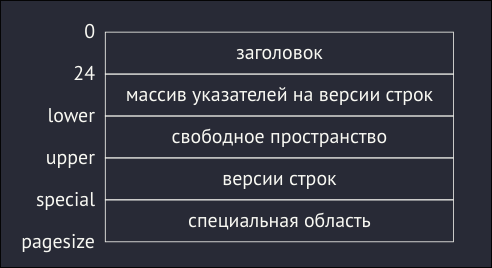 0
заголовок
24
массив указателей на версии строк
lower
свободное пространство
upper
версии строк
special
специальная область
pagesize